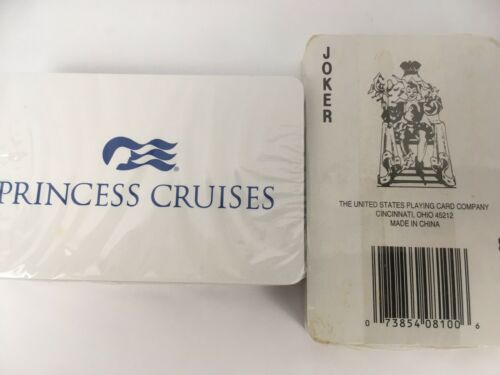 PRINCESS CRUISES
®
JOKER
THE UNITED STATES PLAYING CARD COMPANY
CINCINNATI, OHIO 45212
MADE IN CHINA
0 73854 08100 6